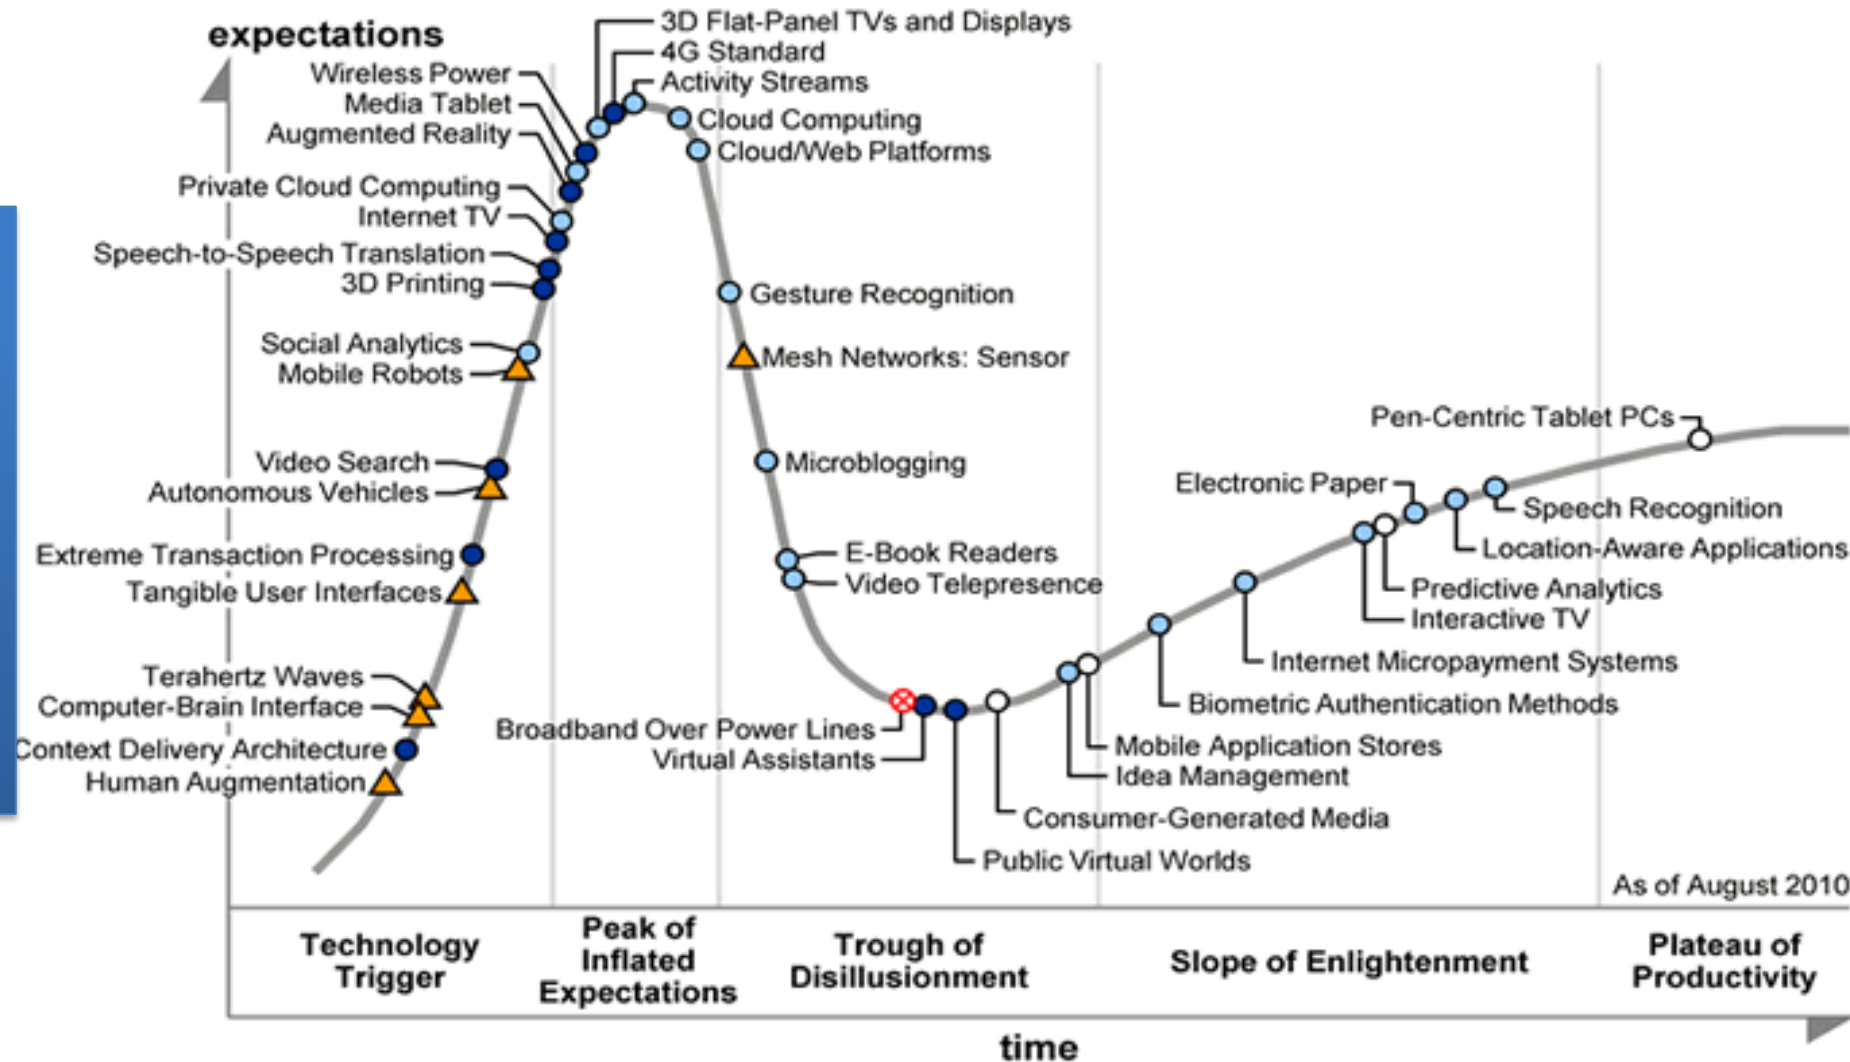 expectations
3D Flat-Panel TVs and Displays
4G Standard
Activity Streams
Wireless Power
Media Tablet
Augmented Reality
Cloud Computing
Cloud/Web Platforms
Private Cloud Computing
Internet TV
Speech-to-Speech Translation
3D Printing
Gesture Recognition
Social Analytics
Mobile Robots
Mesh Networks: Sensor
Pen-Centric Tablet PCs
Video Search
Autonomous Vehicles
Microblogging
Electronic Paper
Speech Recognition
Location-Aware Applications
Extreme Transaction Processing
Tangible User Interfaces
E-Book Readers
Video Telepresence
Predictive Analytics
Interactive TV
Internet Micropayment Systems
Biometric Authentication Methods
Terahertz Waves
Computer-Brain Interface
Context Delivery Architecture
Human Augmentation
Broadband Over Power Lines
Virtual Assistants
Mobile Application Stores
Idea Management
Consumer-Generated Media
Public Virtual Worlds
As of August 2010
Technology
Trigger
Peak of
Inflated
Expectations
Trough of
Disillusionment
Slope of Enlightenment
Plateau of
Productivity
time